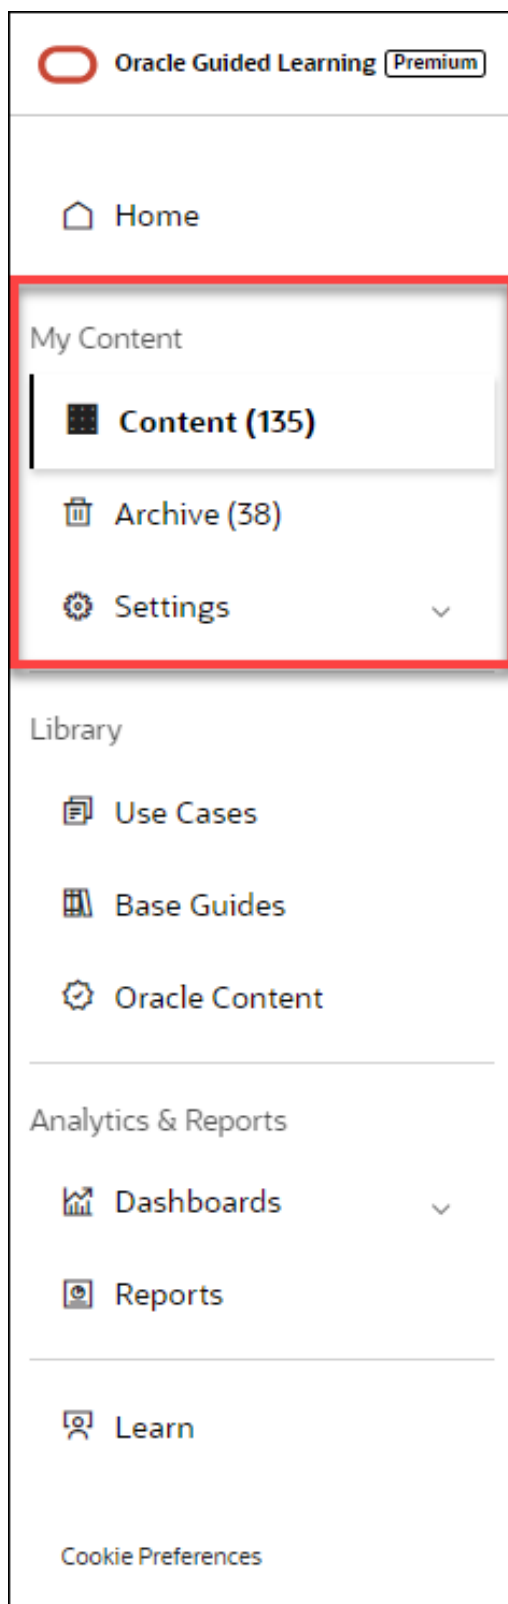 Oracle Guided Learning Premium
Home
My Content
Content (135)
Archive (38)
Settings
Library
Use Cases
Base Guides
Oracle Content
Analytics & Reports
Dashboards
Reports
Learn
Cookie Preferences